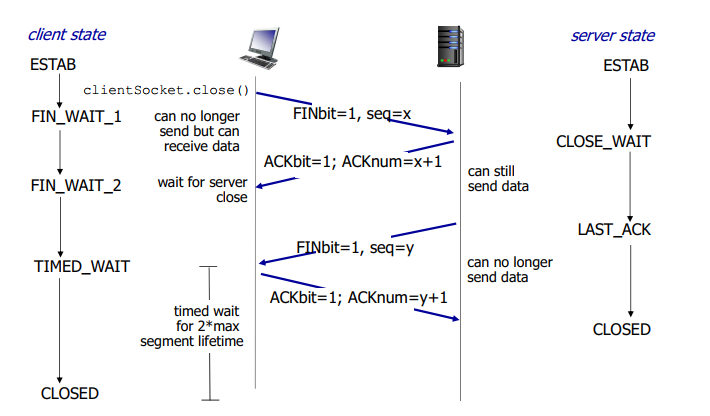 client state
server state
ESTAB
ESTAB
clientSocket.close()
FIN_WAIT_1
can no longer
send but can
receive data
FINbit=1, seq=x
CLOSE_WAIT
ACKbit=1; ACKnum=x+1
can still
send data
FIN_WAIT_2
wait for server
close
LAST_ACK
FINbit=1, seq=y
can no longer
send data
TIMED_WAIT
ACKbit=1; ACKnum=y+1
timed wait
for 2*max
segment lifetime
CLOSED
CLOSED